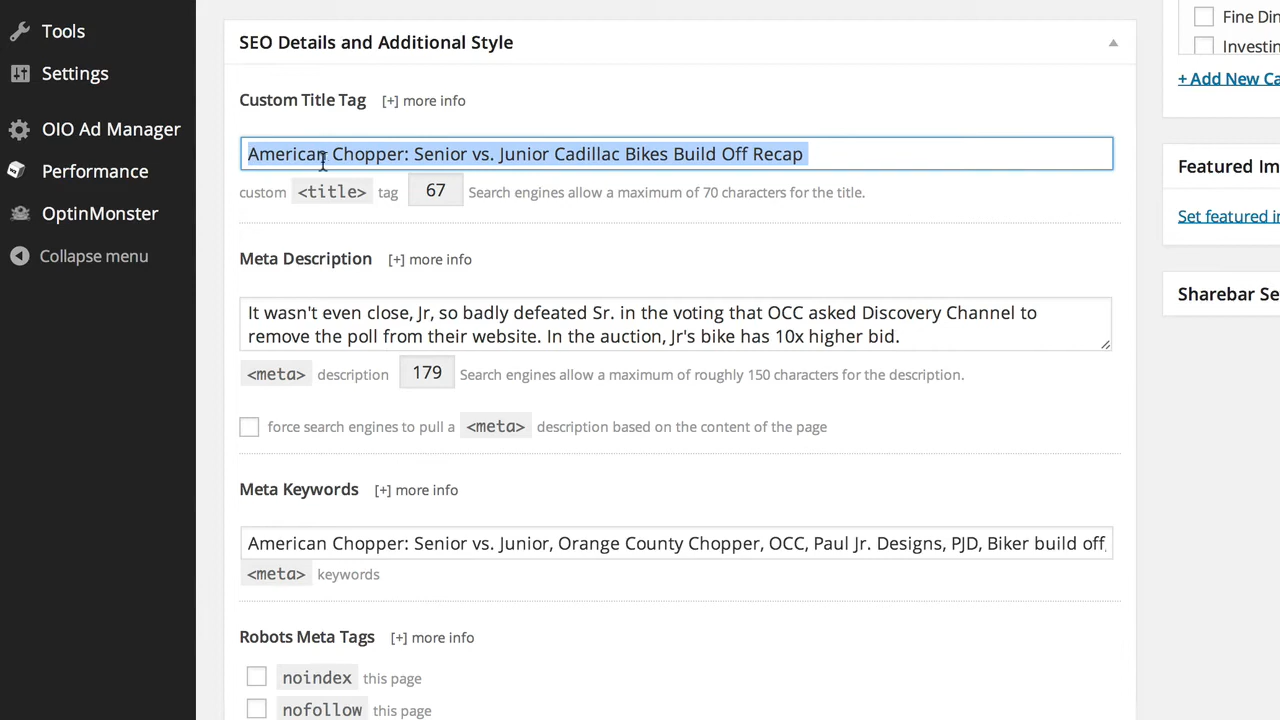 Tools
Settings
OIO Ad Manager
Performance
OptinMonster
Collapse menu
SEO Details and Additional Style
Custom Title Tag [+] more info
American Chopper: Senior vs. Junior Cadillac Bikes Build Off Recap
custom <title> tag 67 Search engines allow a maximum of 70 characters for the title.
Meta Description [+] more info
It wasn't even close, Jr, so badly defeated Sr. in the voting that OCC asked Discovery Channel to
remove the poll from their website. In the auction, Jr's bike has 10x higher bid.
<meta> description 179 Search engines allow a maximum of roughly 150 characters for the description.
force search engines to pull a <meta> description based on the content of the page
Meta Keywords [+] more info
American Chopper: Senior vs. Junior, Orange County Chopper, OCC, Paul Jr. Designs, PJD, Biker build off,
<meta> keywords
Robots Meta Tags [+] more info
noindex this page
nofollow this page
Fine Din
Investin
+ Add New Ca
Featured Im
Set featured i
Sharebar Se